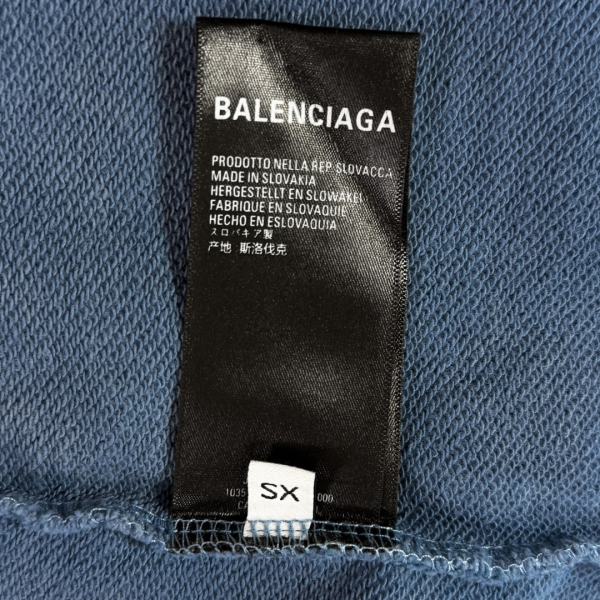 BALENCIAGA
PRODOTTO NELLA REP. SLOVACCA
MADE IN SLOVAKIA
HERGESTELLT EN SLOWAKEI
FABRIQUE EN SLOVAQUIE
HECHO EN ESLOVAQUIA
スロバキア製
产地 斯洛伐克
SX